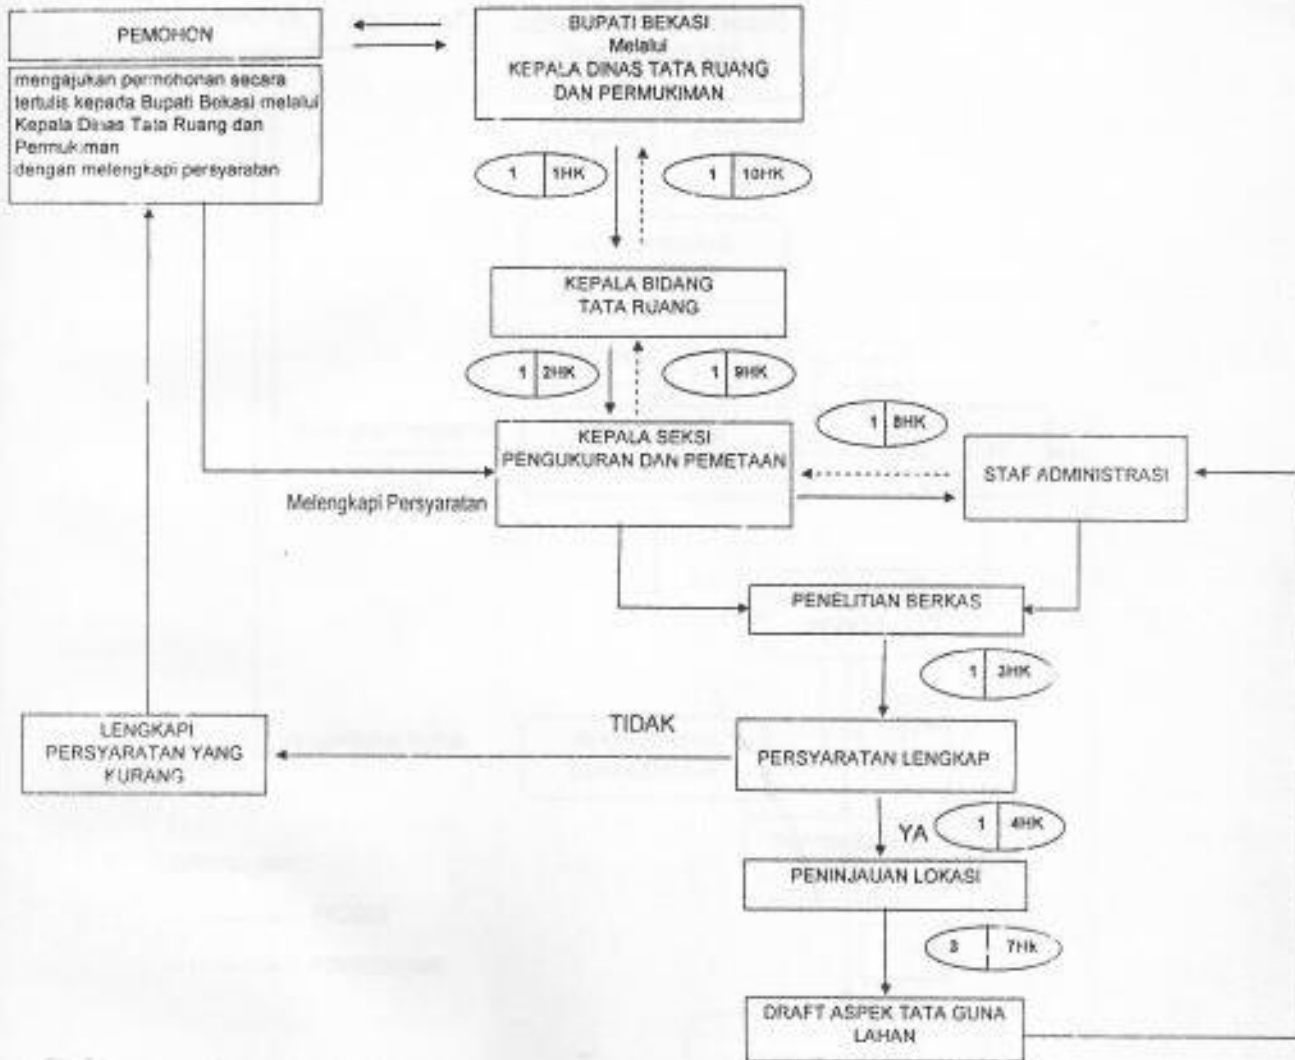 PEMOHON
mengajukan permohonan secara
tertulis kepada Bupati Bekasi melalui
Kepala Dinas Tata Ruang dan
Permukiman
dengan melengkapi persyaratan
BUPATI BEKASI
Melalui
KEPALA DINAS TATA RUANG
DAN PERMUKIMAN
1 1HK
1 10HK
KEPALA BIDANG
TATA RUANG
1 2HK
1 9HK
KEPALA SEKSI
PENGUKURAN DAN PEMETAAN
1 8HK
STAF ADMINISTRASI
Melengkapi Persyaratan
PENELITIAN BERKAS
1 3HK
LENGKAPI
PERSYARATAN YANG
KURANG
TIDAK
PERSYARATAN LENGKAP
YA
1 4HK
PENINJAUAN LOKASI
3 7Hk
DRAFT ASPEK TATA GUNA
LAHAN